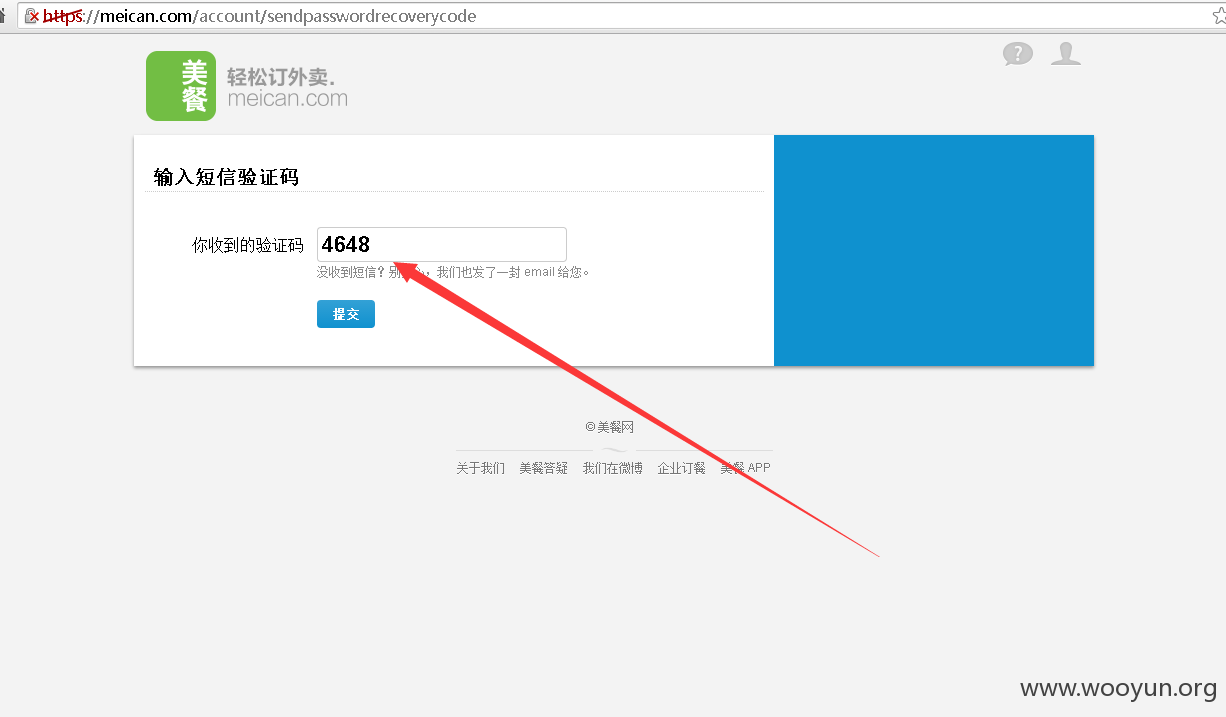 https://meican.com/account/sendpasswordrecoverycode
美餐
轻松订外卖.
meican.com
输入短信验证码
你收到的验证码 4648
没收到短信？别，我们也发了一封 email 给您。
提交
©美餐网
关于我们 美餐答疑 我们在微博 企业订餐 美餐 APP
www.wooyun.org